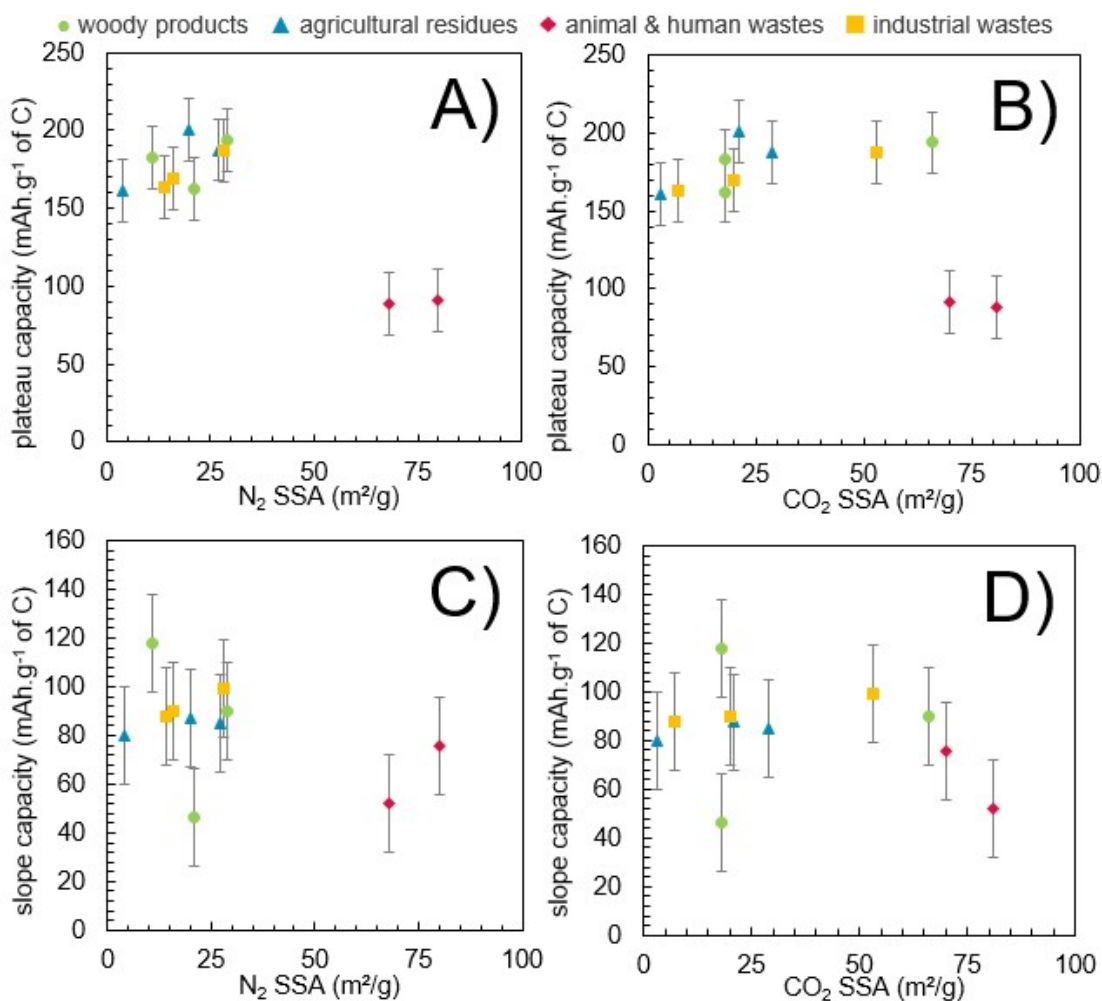 woody products agricultural residues animal & human wastes industrial wastes
A)
plateau capacity (mAh.g⁻¹ of C)
250
200
150
100
50
0
0 25 50 75 100
N₂ SSA (m²/g)
B)
plateau capacity (mAh.g⁻¹ of C)
250
200
150
100
50
0
0 25 50 75 100
CO₂ SSA (m²/g)
C)
slope capacity (mAh.g⁻¹ of C)
160
140
120
100
80
60
40
20
0
0 25 50 75 100
N₂ SSA (m²/g)
D)
slope capacity (mAh.g⁻¹ of C)
160
140
120
100
80
60
40
20
0
0 25 50 75 100
CO₂ SSA (m²/g)